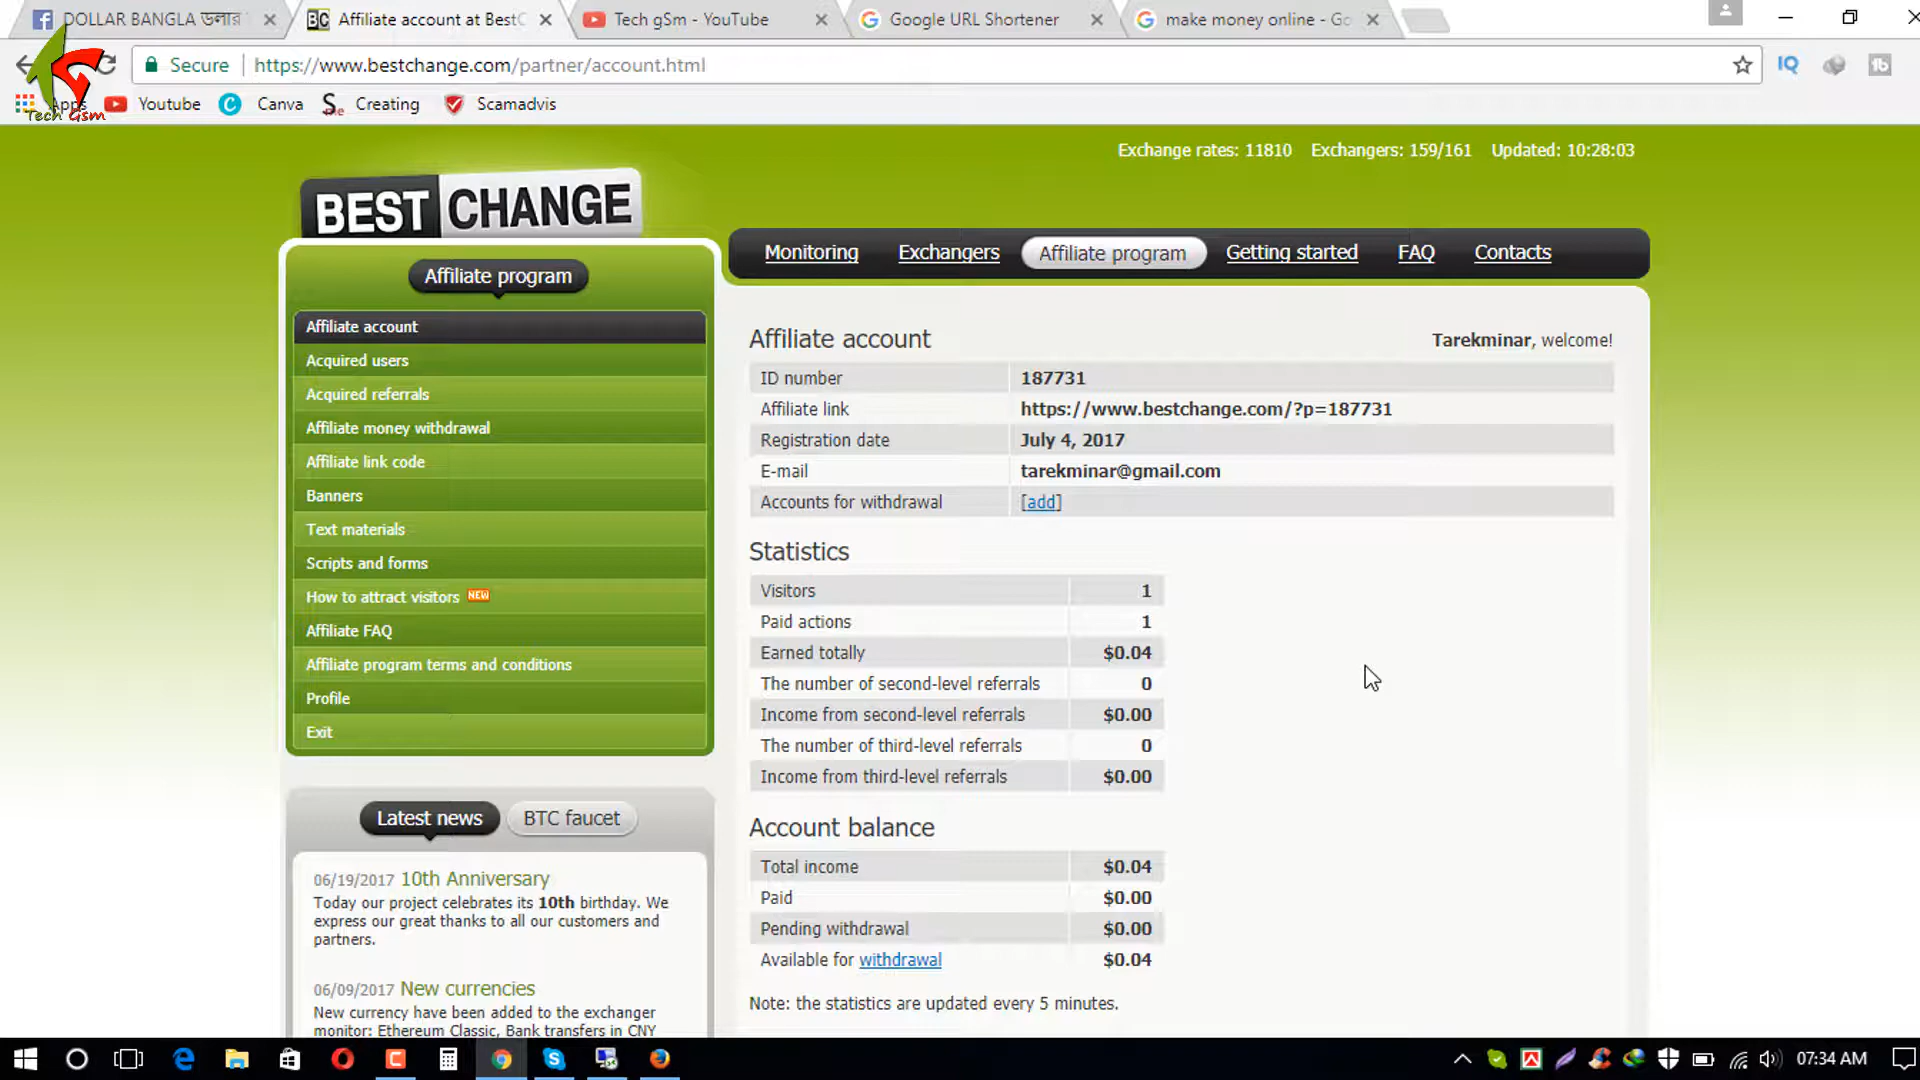 DOLLAR BANGLA ডলার
Affiliate account at BestC
Tech gSm - YouTube
Google URL Shortener
make money online - Go
Secure
https://www.bestchange.com/partner/account.html
IQ
Apps
Youtube
Canva
Creating
Scamadvis
Tech Gsm
Exchange rates: 11810 Exchangers: 159/161 Updated: 10:28:03
BEST CHANGE
Monitoring Exchangers Affiliate program Getting started FAQ Contacts
Affiliate program
Affiliate account
Acquired users
Acquired referrals
Affiliate money withdrawal
Affiliate link code
Banners
Text materials
Scripts and forms
How to attract visitors NEW
Affiliate FAQ
Affiliate program terms and conditions
Profile
Exit
Affiliate account
Tarekminar, welcome!
ID number 187731
Affiliate link https://www.bestchange.com/?p=187731
Registration date July 4, 2017
E-mail tarekminar@gmail.com
Accounts for withdrawal [add]
Statistics
Visitors 1
Paid actions 1
Earned totally $0.04
The number of second-level referrals 0
Income from second-level referrals $0.00
The number of third-level referrals 0
Income from third-level referrals $0.00
Account balance
Total income $0.04
Paid $0.00
Pending withdrawal $0.00
Available for withdrawal $0.04
Note: the statistics are updated every 5 minutes.
Latest news BTC faucet
06/19/2017 10th Anniversary
Today our project celebrates its 10th birthday. We
express our great thanks to all our customers and
partners.
06/09/2017 New currencies
New currency have been added to the exchanger
monitor: Ethereum Classic, Bank transfers in CNY
07:34 AM